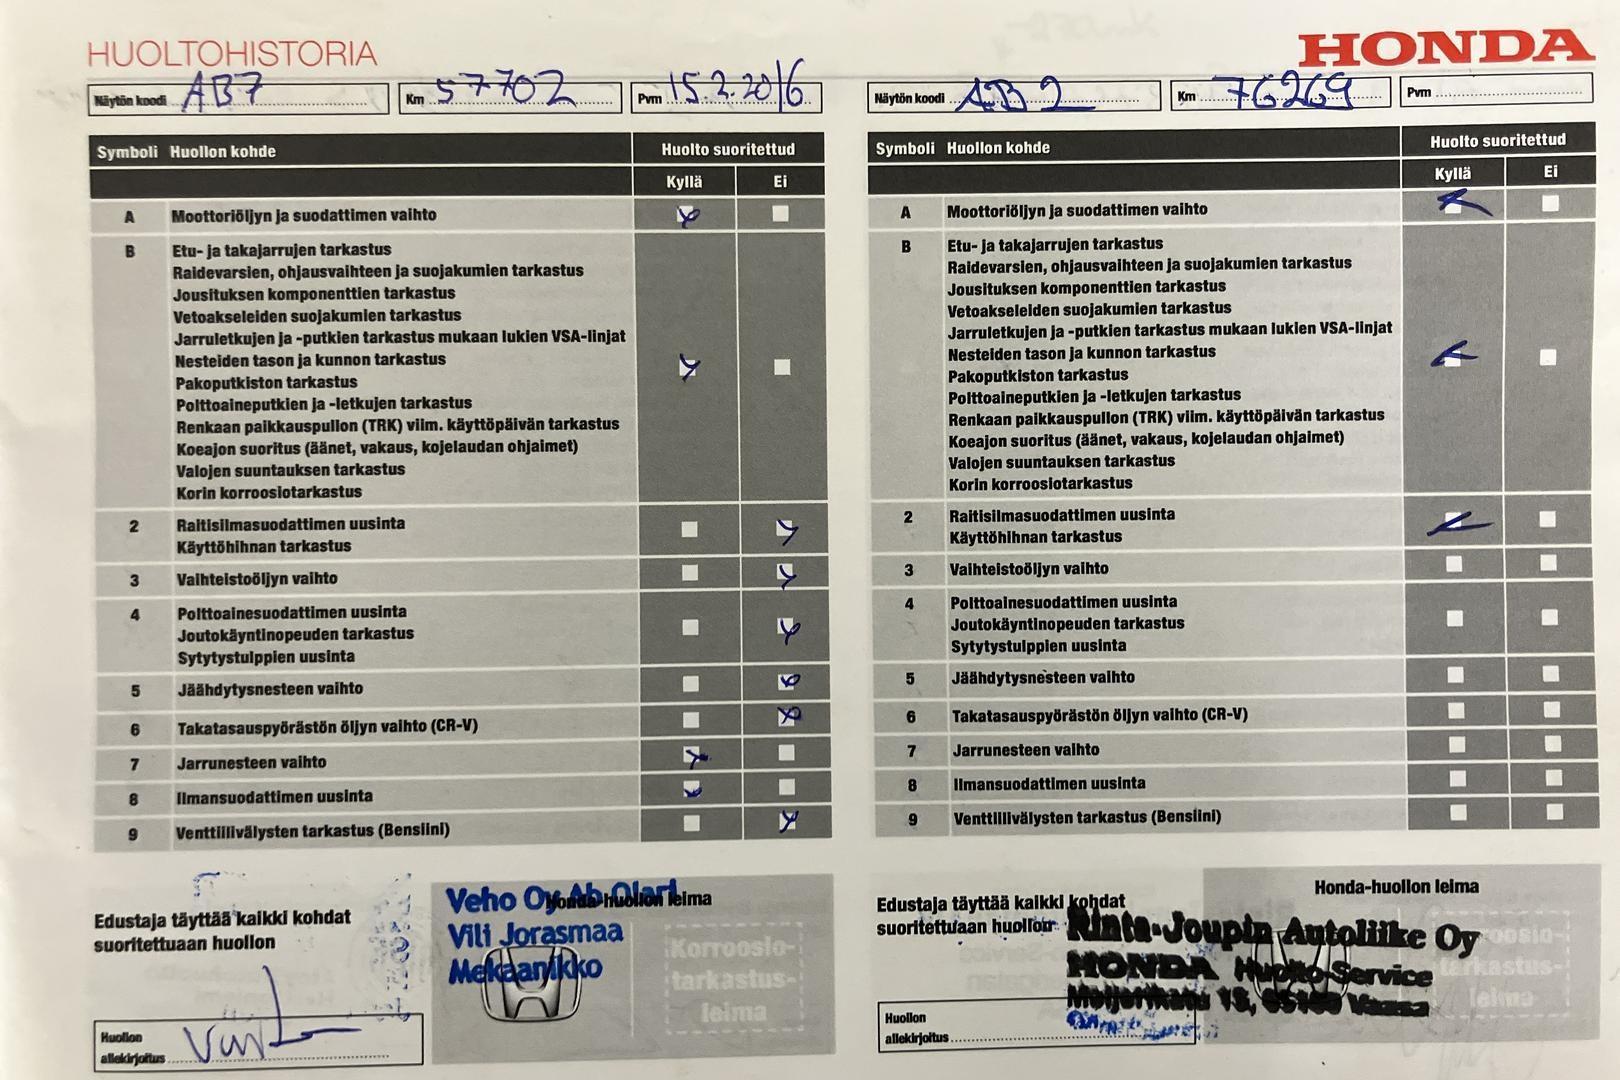 HUOLTOHISTORIA
HONDA
Näytön koodi AB7 Km 57702 Pvm 15.2.2016
Symboli Huollon kohde Huolto suoritettud
Kyllä Ei
A Moottoriöljyn ja suodattimen vaihto
B Etu- ja takajarrujen tarkastus
Raidevarsien, ohjausvaihteen ja suojakumien tarkastus
Jousituksen komponenttien tarkastus
Vetoakseleiden suojakumien tarkastus
Jarruletkujen ja -putkien tarkastus mukaan lukien VSA-linjat
Nesteiden tason ja kunnon tarkastus
Pakoputkiston tarkastus
Polttoaineputkien ja -letkujen tarkastus
Renkaan paikkauspullon (TRK) viim. käyttöpäivän tarkastus
Koeajon suoritus (äänet, vakaus, kojelaudan ohjaimet)
Valojen suuntauksen tarkastus
Korin korroosiotarkastus
2 Raitisilmasuodattimen uusinta
Käyttöhihnan tarkastus
3 Vaihteistoöljyn vaihto
4 Polttoainesuodattimen uusinta
Joutokäyntinopeuden tarkastus
Sytytystulppien uusinta
5 Jäähdytysnesteen vaihto
6 Takatasauspyörästön öljyn vaihto (CR-V)
7 Jarrunesteen vaihto
8 Ilmansuodattimen uusinta
9 Venttiilivälysten tarkastus (Bensiini)
Edustaja täyttää kaikki kohdat
suoritettuaan huollon
Honda-huollon leima
Veho Oy Ab Olari
Vili Jorasmaa
Mekaanikko
Korroosio-
tarkastus-
leima
Huollon
allekirjoitus
Näytön koodi AB2 Km 76269 Pvm
Symboli Huollon kohde Huolto suoritettud
Kyllä Ei
A Moottoriöljyn ja suodattimen vaihto
B Etu- ja takajarrujen tarkastus
Raidevarsien, ohjausvaihteen ja suojakumien tarkastus
Jousituksen komponenttien tarkastus
Vetoakseleiden suojakumien tarkastus
Jarruletkujen ja -putkien tarkastus mukaan lukien VSA-linjat
Nesteiden tason ja kunnon tarkastus
Pakoputkiston tarkastus
Polttoaineputkien ja -letkujen tarkastus
Renkaan paikkauspullon (TRK) viim. käyttöpäivän tarkastus
Koeajon suoritus (äänet, vakaus, kojelaudan ohjaimet)
Valojen suuntauksen tarkastus
Korin korroosiotarkastus
2 Raitisilmasuodattimen uusinta
Käyttöhihnan tarkastus
3 Vaihteistoöljyn vaihto
4 Polttoainesuodattimen uusinta
Joutokäyntinopeuden tarkastus
Sytytystulppien uusinta
5 Jäähdytysnesteen vaihto
6 Takatasauspyörästön öljyn vaihto (CR-V)
7 Jarrunesteen vaihto
8 Ilmansuodattimen uusinta
9 Venttiilivälysten tarkastus (Bensiini)
Edustaja täyttää kaikki kohdat
suoritettuaan huollon
Honda-huollon leima
Rinta-Joupin Autoliike Oy
HONDA Huolto-Service
Vaasa
tarkastus-
leima
Huollon
allekirjoitus